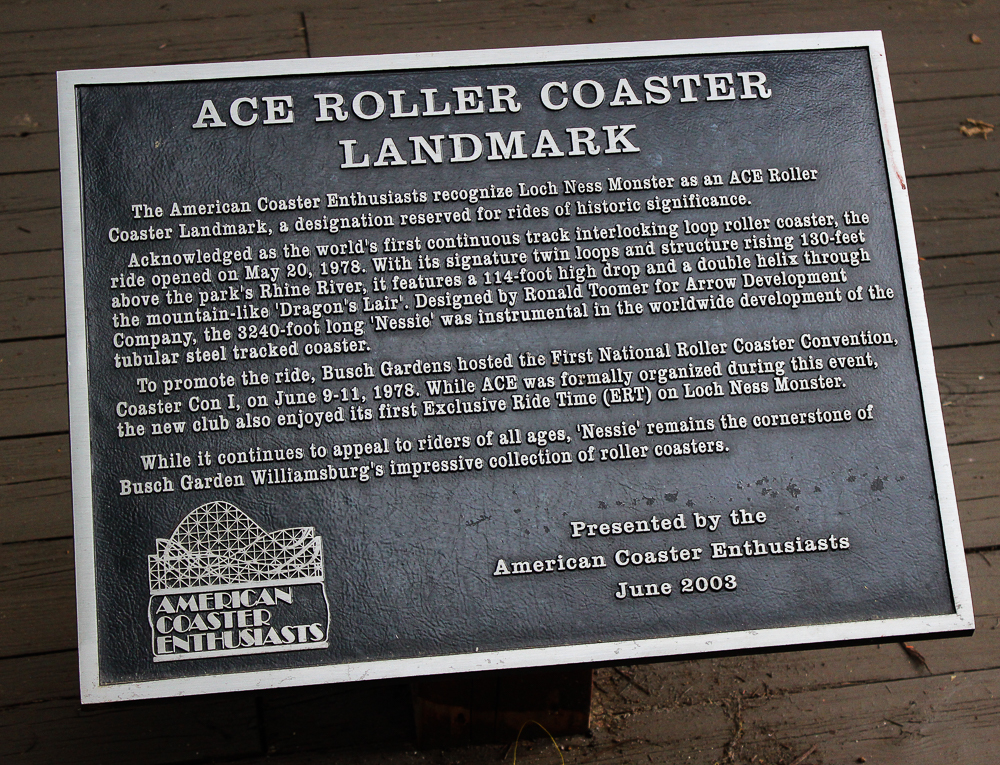 ACE ROLLER COASTER
LANDMARK
The American Coaster Enthusiasts recognize Loch Ness Monster as an ACE Roller
Coaster Landmark, a designation reserved for rides of historic significance.
Acknowledged as the world's first continuous track interlocking loop roller coaster, the
ride opened on May 20, 1978. With its signature twin loops and structure rising 130-feet
above the park's Rhine River, it features a 114-foot high drop and a double helix through
the mountain-like 'Dragon's Lair'. Designed by Ronald Toomer for Arrow Development
Company, the 3240-foot long 'Nessie' was instrumental in the worldwide development of the
tubular steel tracked coaster.
To promote the ride, Busch Gardens hosted the First National Roller Coaster Convention,
Coaster Con I, on June 9-11, 1978. While ACE was formally organized during this event,
the new club also enjoyed its first Exclusive Ride Time (ERT) on Loch Ness Monster.
While it continues to appeal to riders of all ages, 'Nessie' remains the cornerstone of
Busch Garden Williamsburg's impressive collection of roller coasters.
Presented by the
American Coaster Enthusiasts
June 2003
AMERICAN
COASTER
ENTHUSIASTS